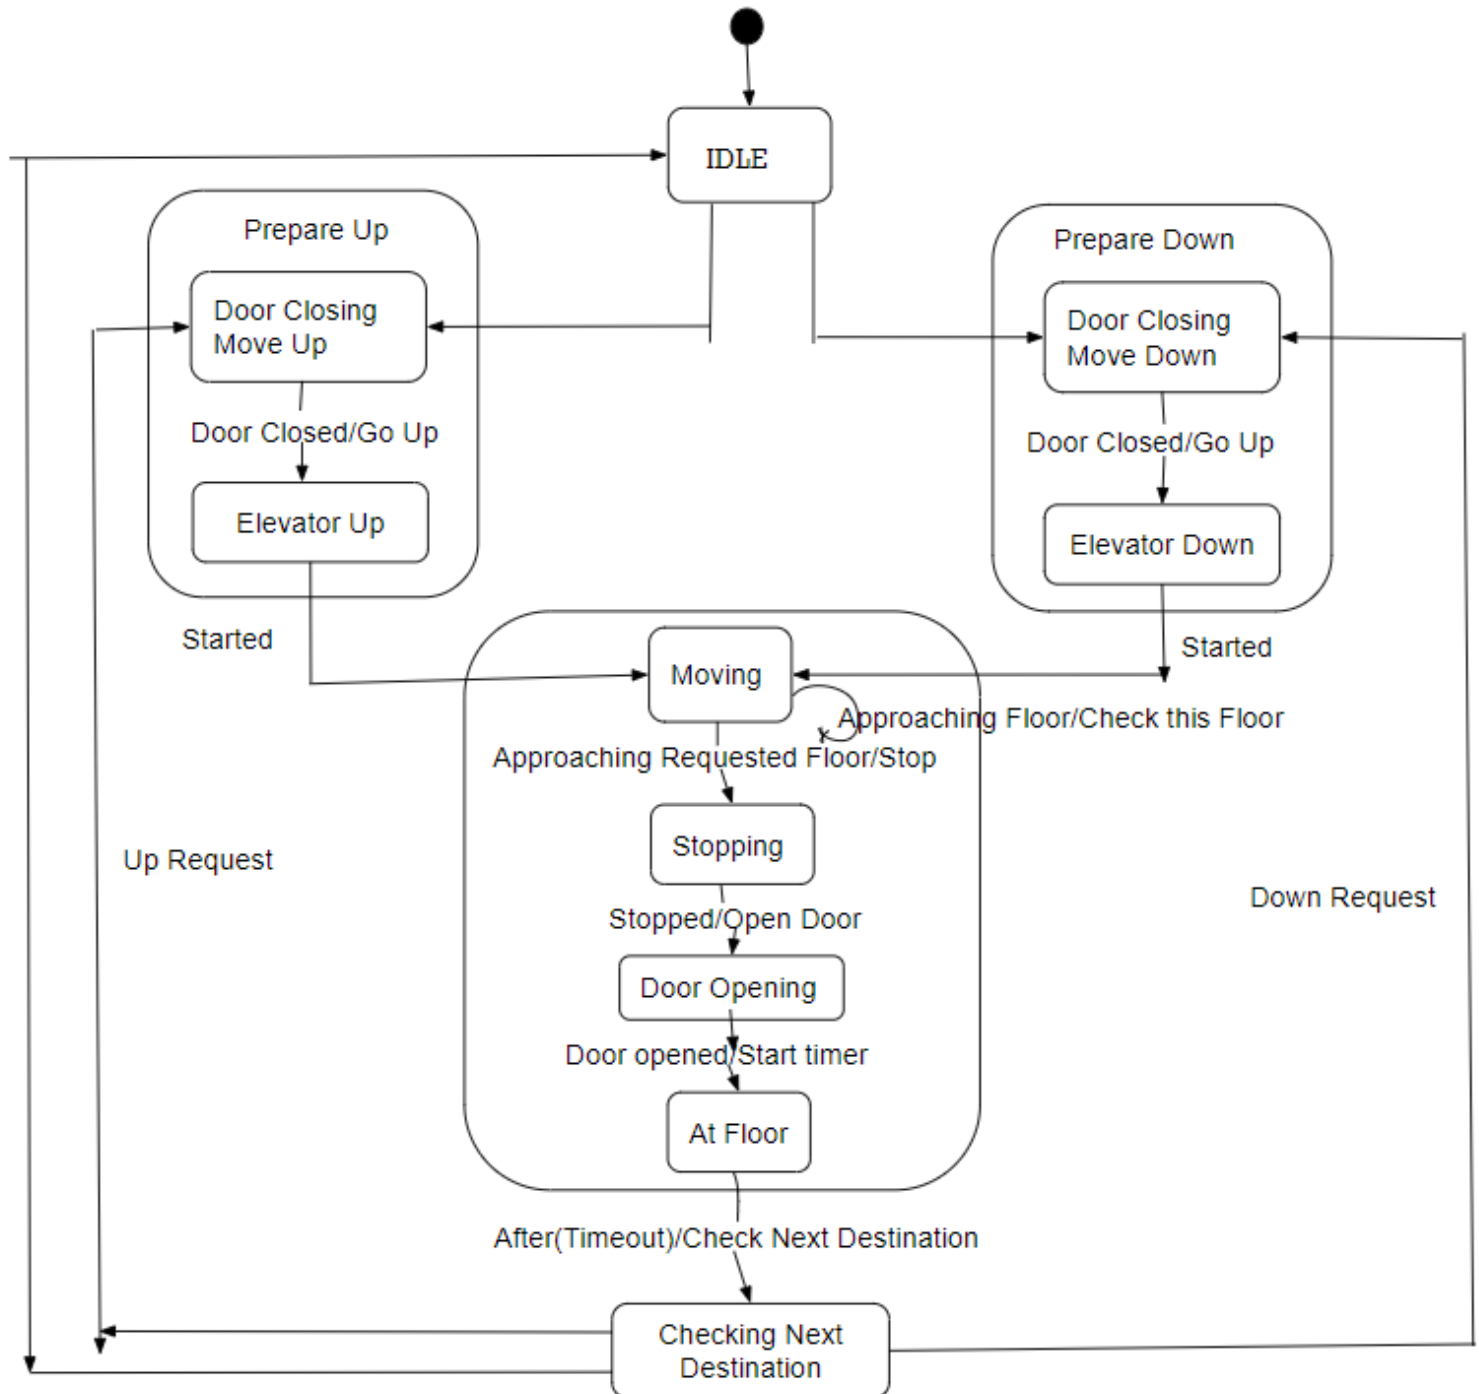 IDLE
Prepare Up
Prepare Down
Door Closing
Move Up
Door Closing
Move Down
Door Closed/Go Up
Door Closed/Go Up
Elevator Up
Elevator Down
Started
Started
Moving
Approaching Floor/Check this Floor
Approaching Requested Floor/Stop
Stopping
Up Request
Down Request
Stopped/Open Door
Door Opening
Door opened/Start timer
At Floor
After(Timeout)/Check Next Destination
Checking Next
Destination